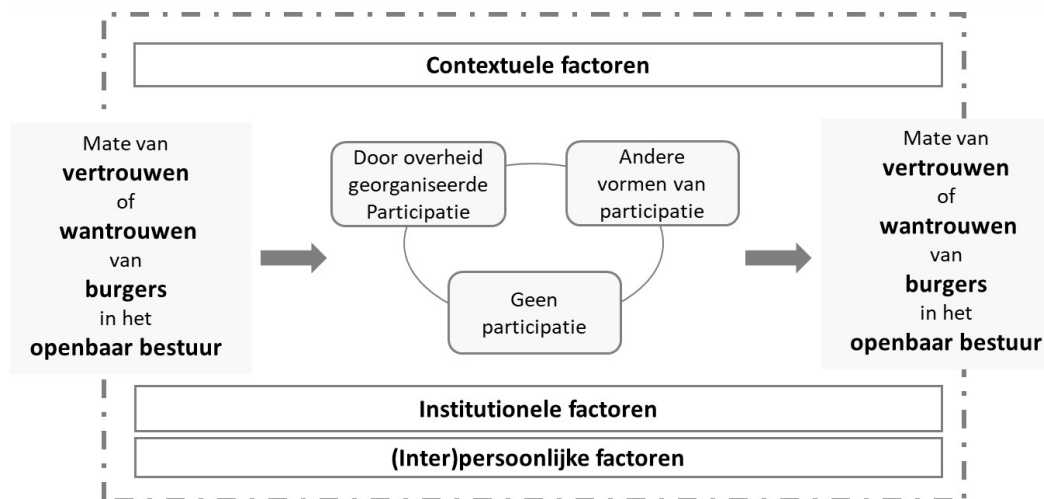 Contextuele factoren
Mate van
vertrouwen
of
wantrouwen
van
burgers
in het
openbaar bestuur
Door overheid
georganiseerde
Participatie
Andere
vormen van
participatie
Geen
participatie
Mate van
vertrouwen
of
wantrouwen
van
burgers
in het
openbaar bestuur
Institutionele factoren
(Inter)persoonlijke factoren